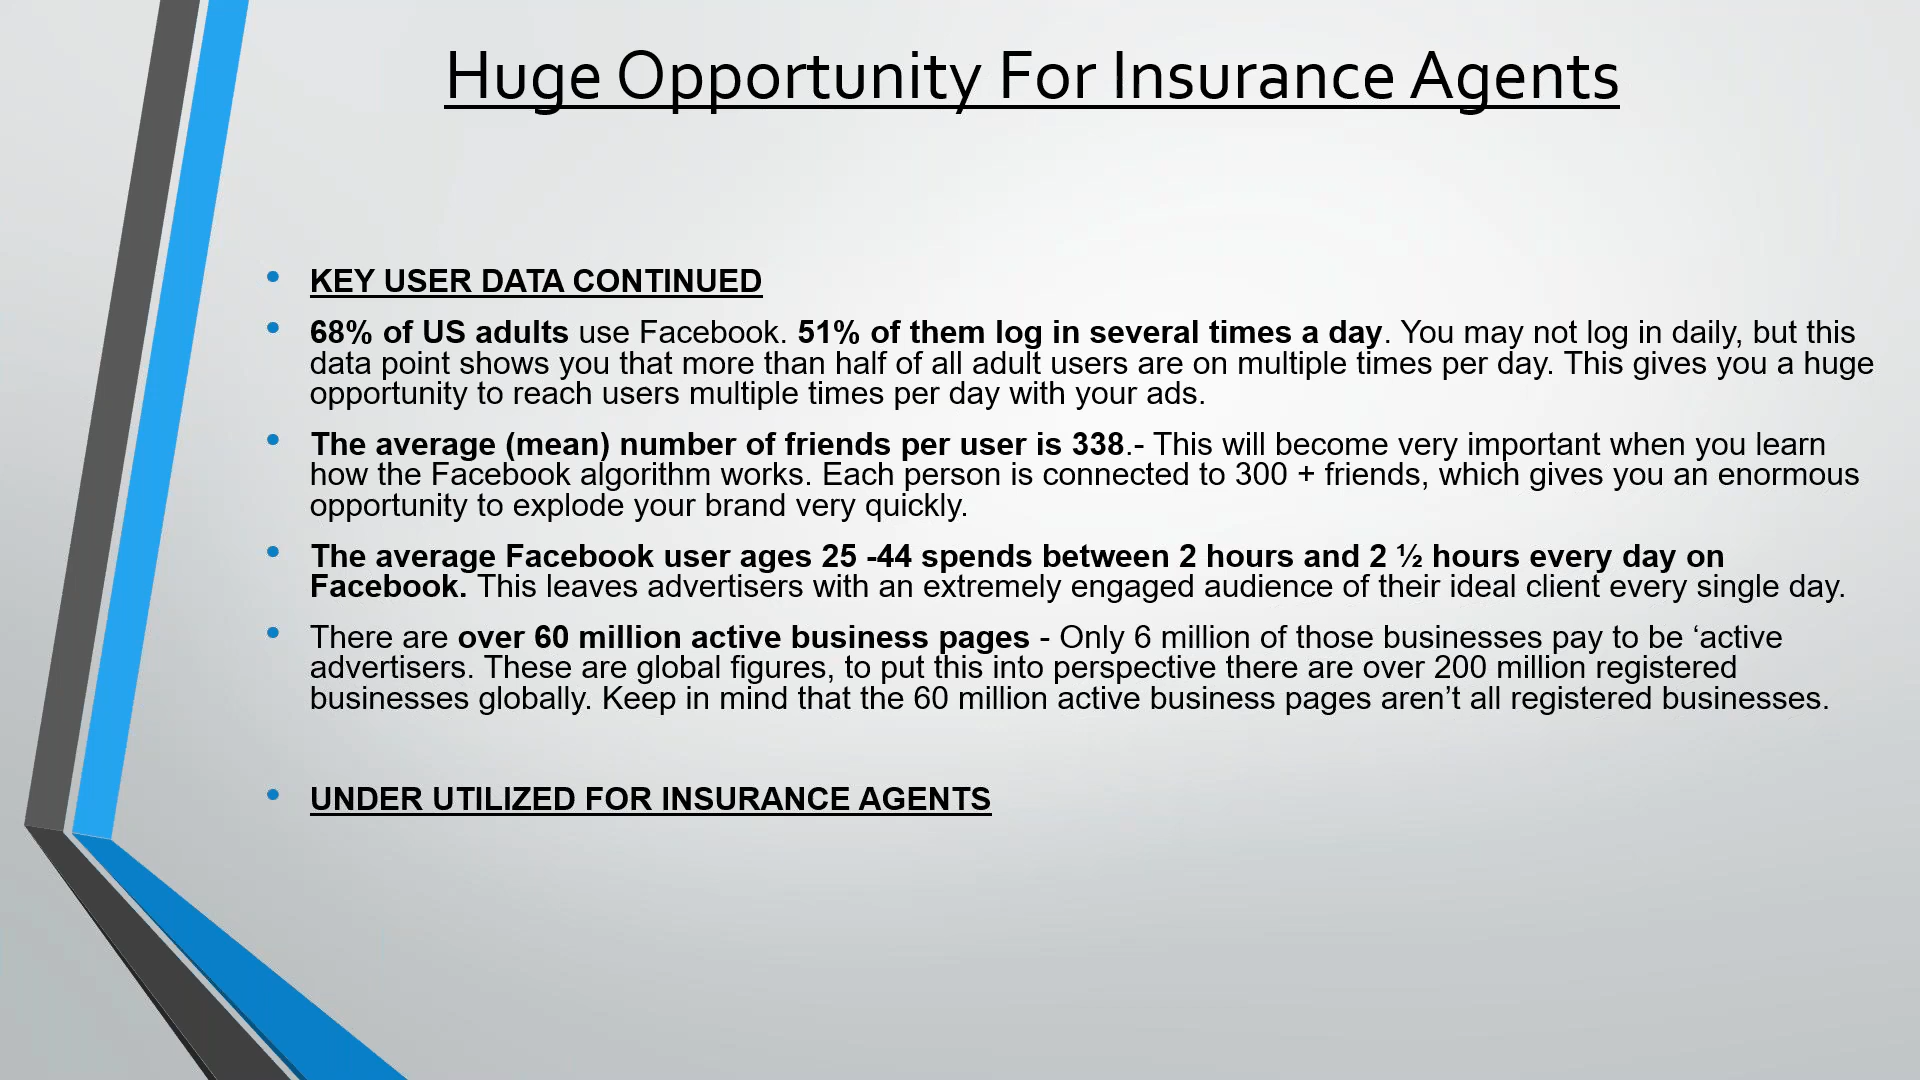 Huge Opportunity For Insurance Agents
• KEY USER DATA CONTINUED
• 68% of US adults use Facebook. 51% of them log in several times a day. You may not log in daily, but this
data point shows you that more than half of all adult users are on multiple times per day. This gives you a huge
opportunity to reach users multiple times per day with your ads.
• The average (mean) number of friends per user is 338.- This will become very important when you learn
how the Facebook algorithm works. Each person is connected to 300 + friends, which gives you an enormous
opportunity to explode your brand very quickly.
• The average Facebook user ages 25 -44 spends between 2 hours and 2 ½ hours every day on
Facebook. This leaves advertisers with an extremely engaged audience of their ideal client every single day.
• There are over 60 million active business pages - Only 6 million of those businesses pay to be ‘active
advertisers. These are global figures, to put this into perspective there are over 200 million registered
businesses globally. Keep in mind that the 60 million active business pages aren’t all registered businesses.
• UNDER UTILIZED FOR INSURANCE AGENTS